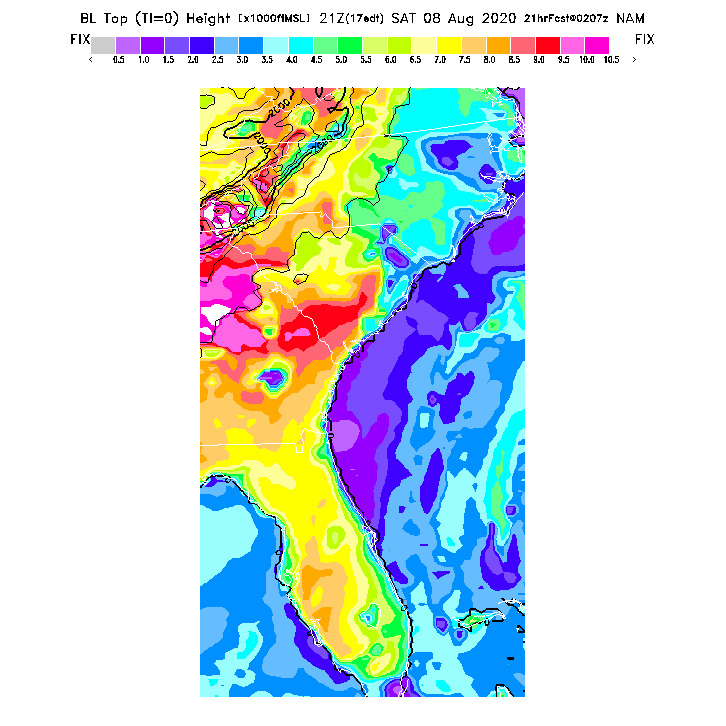 BL Top (TI=0) Height [x1000ftMSL] 21Z(17edt) SAT 08 Aug 2020 21hrFcst@0207z NAM
FIX FIX
< 0.5 1.0 1.5 2.0 2.5 3.0 3.5 4.0 4.5 5.0 5.5 6.0 6.5 7.0 7.5 8.0 8.5 9.0 9.5 10.0 10.5 >
2000